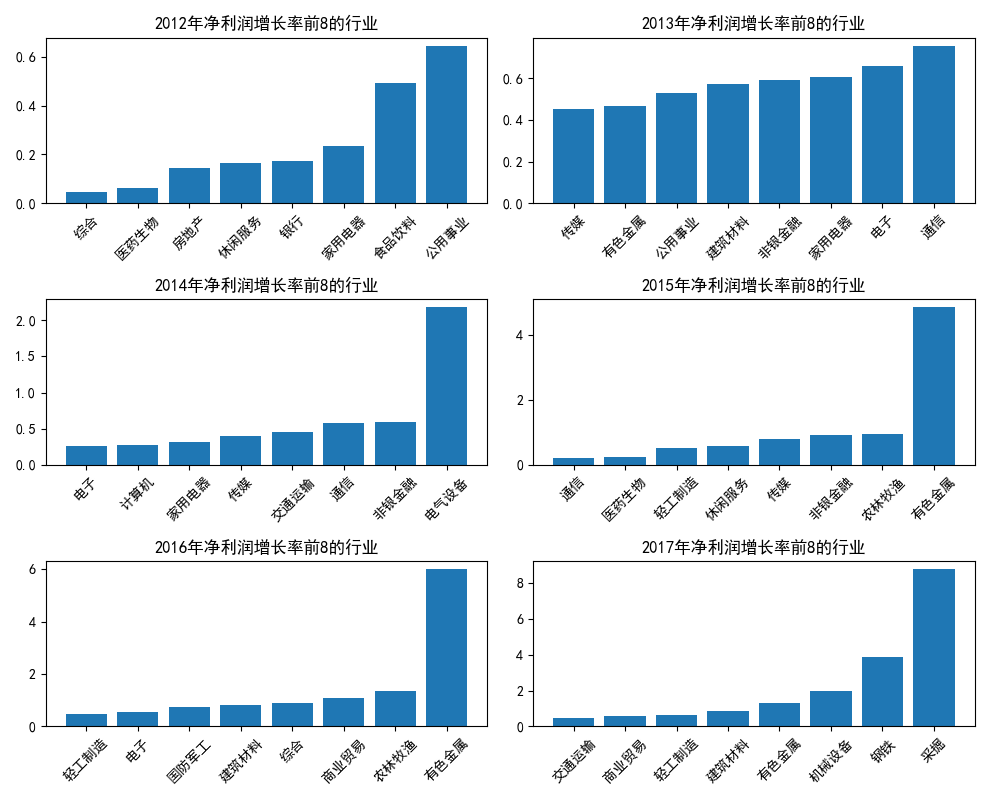 2012年净利润增长率前8的行业
0.6
0.4
0.2
0.0
综合 医药生物 房地产 休闲服务 银行 家用电器 食品饮料 公用事业
2013年净利润增长率前8的行业
0.6
0.4
0.2
0.0
传媒 有色金属 公用事业 建筑材料 非银金融 家用电器 电子 通信
2014年净利润增长率前8的行业
2.0
1.5
1.0
0.5
0.0
电子 计算机 家用电器 传媒 交通运输 通信 非银金融 电气设备
2015年净利润增长率前8的行业
4
2
0
通信 医药生物 轻工制造 休闲服务 传媒 非银金融 农林牧渔 有色金属
2016年净利润增长率前8的行业
6
4
2
0
轻工制造 电子 国防军工 建筑材料 综合 商业贸易 农林牧渔 有色金属
2017年净利润增长率前8的行业
8
6
4
2
0
交通运输 商业贸易 轻工制造 建筑材料 有色金属 机械设备 钢铁 采掘